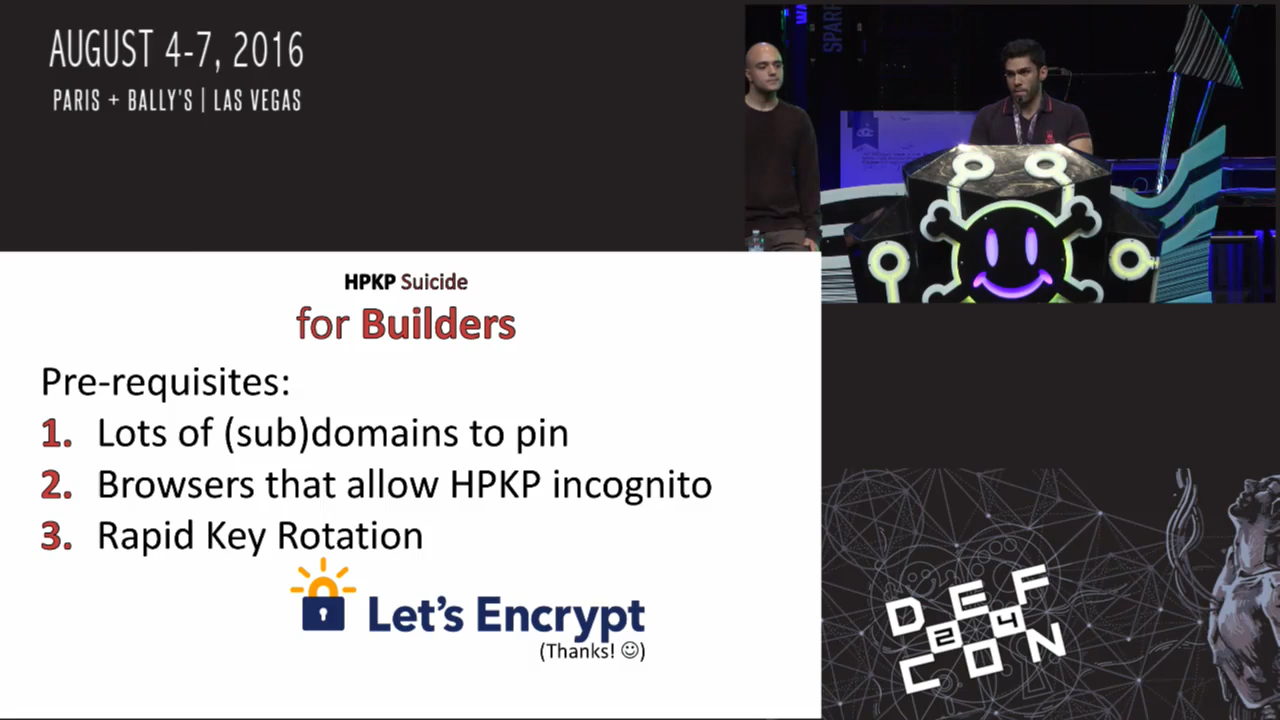 AUGUST 4-7, 2016
PARIS + BALLY'S | LAS VEGAS
SPARR
HPKP Suicide
for Builders
Pre-requisites:
1. Lots of (sub)domains to pin
2. Browsers that allow HPKP incognito
3. Rapid Key Rotation
Let's Encrypt
(Thanks! ☺)
DEF
24
CON